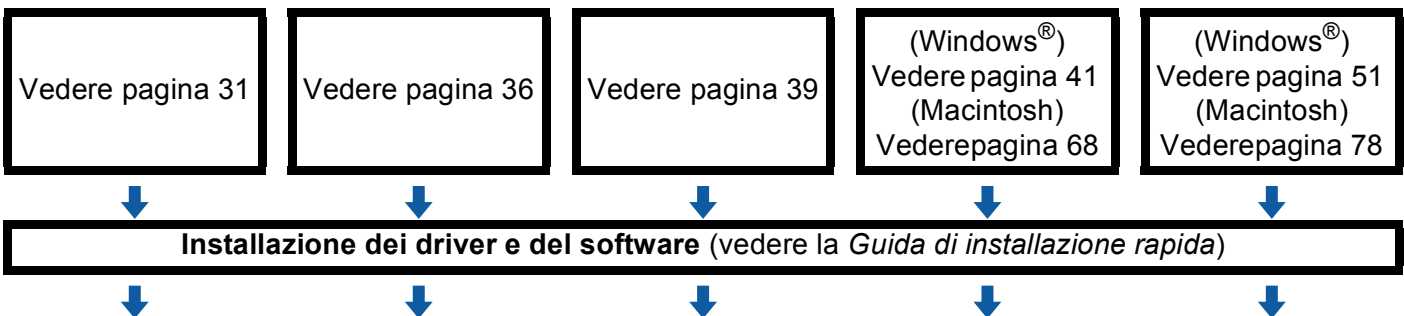 Vedere pagina 31
Vedere pagina 36
Vedere pagina 39
(Windows®)
Vedere pagina 41
(Macintosh)
Vederepagina 68
(Windows®)
Vedere pagina 51
(Macintosh)
Vederepagina 78
Installazione dei driver e del software (vedere la Guida di installazione rapida)